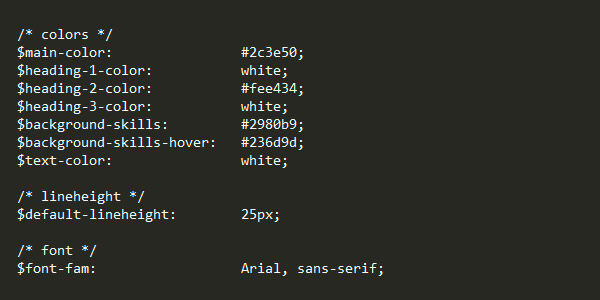 /* colors */
$main-color: #2c3e50;
$heading-1-color: white;
$heading-2-color: #fee434;
$heading-3-color: white;
$background-skills: #2980b9;
$background-skills-hover: #236d9d;
$text-color: white;
/* lineheight */
$default-lineheight: 25px;
/* font */
$font-fam: Arial, sans-serif;